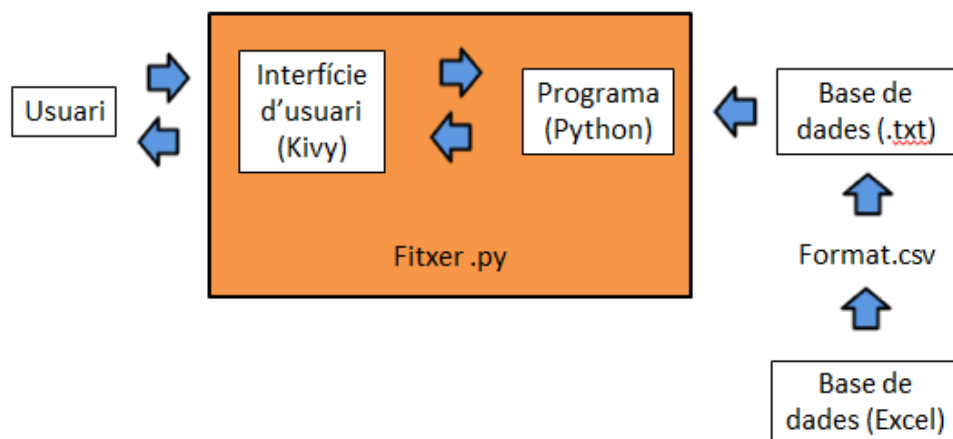 Usuari
Interfície
d'usuari
(Kivy)
Programa
(Python)
Base de
dades (.txt)
Fitxer .py
Format.csv
Base de
dades (Excel)